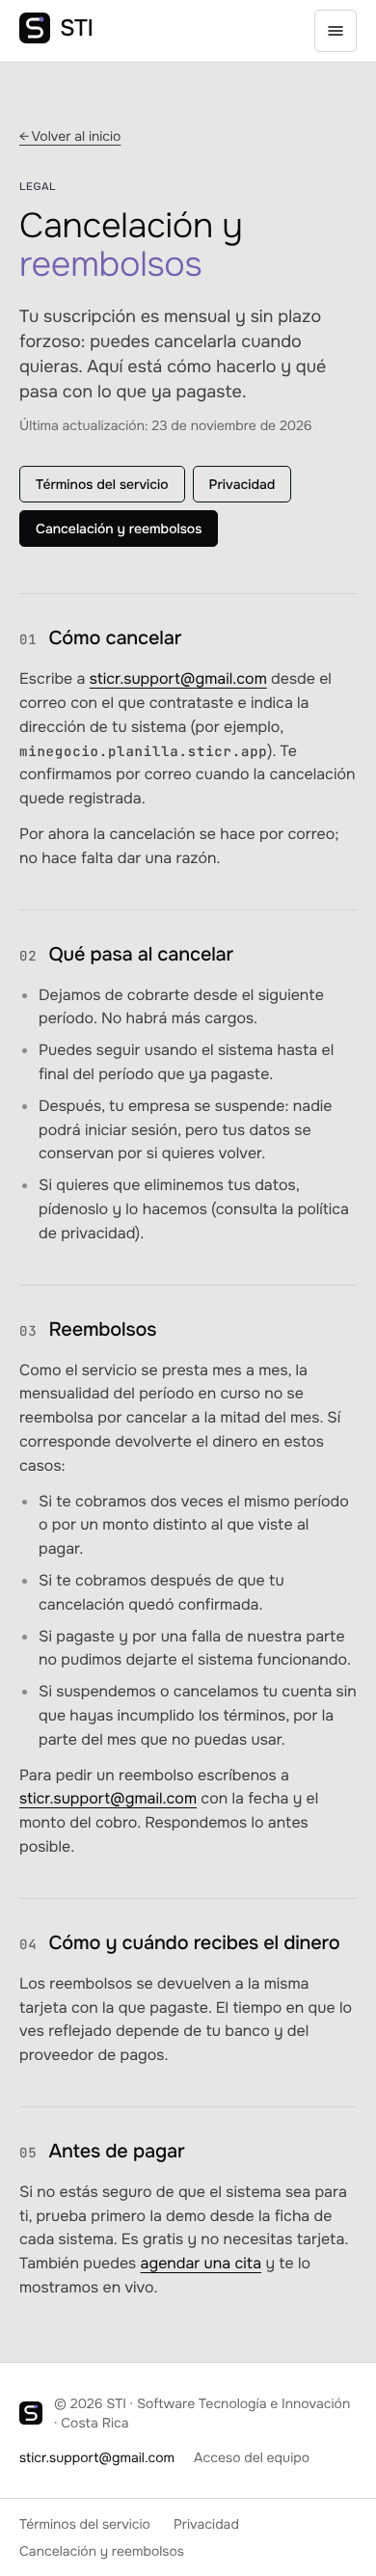 STI
← Volver al inicio
LEGAL
Cancelación y
reembolsos
Tu suscripción es mensual y sin plazo
forzoso: puedes cancelarla cuando
quieras. Aquí está cómo hacerlo y qué
pasa con lo que ya pagaste.
Última actualización: 23 de noviembre de 2026
Términos del servicio
Privacidad
Cancelación y reembolsos
01 Cómo cancelar
Escribe a sticr.support@gmail.com desde el
correo con el que contrataste e indica la
dirección de tu sistema (por ejemplo,
minegocio.planilla.sticr.app). Te
confirmamos por correo cuando la cancelación
quede registrada.
Por ahora la cancelación se hace por correo;
no hace falta dar una razón.
02 Qué pasa al cancelar
• Dejamos de cobrarte desde el siguiente
período. No habrá más cargos.
• Puedes seguir usando el sistema hasta el
final del período que ya pagaste.
• Después, tu empresa se suspende: nadie
podrá iniciar sesión, pero tus datos se
conservan por si quieres volver.
• Si quieres que eliminemos tus datos,
pídenoslo y lo hacemos (consulta la política
de privacidad).
03 Reembolsos
Como el servicio se presta mes a mes, la
mensualidad del período en curso no se
reembolsa por cancelar a la mitad del mes. Sí
corresponde devolverte el dinero en estos
casos:
• Si te cobramos dos veces el mismo período
o por un monto distinto al que viste al
pagar.
• Si te cobramos después de que tu
cancelación quedó confirmada.
• Si pagaste y por una falla de nuestra parte
no pudimos dejarte el sistema funcionando.
• Si suspendemos o cancelamos tu cuenta sin
que hayas incumplido los términos, por la
parte del mes que no puedas usar.
Para pedir un reembolso escríbenos a
sticr.support@gmail.com con la fecha y el
monto del cobro. Respondemos lo antes
posible.
04 Cómo y cuándo recibes el dinero
Los reembolsos se devuelven a la misma
tarjeta con la que pagaste. El tiempo en que lo
ves reflejado depende de tu banco y del
proveedor de pagos.
05 Antes de pagar
Si no estás seguro de que el sistema sea para
ti, prueba primero la demo desde la ficha de
cada sistema. Es gratis y no necesitas tarjeta.
También puedes agendar una cita y te lo
mostramos en vivo.
© 2026 STI · Software Tecnología e Innovación
· Costa Rica
sticr.support@gmail.com Acceso del equipo
Términos del servicio Privacidad
Cancelación y reembolsos